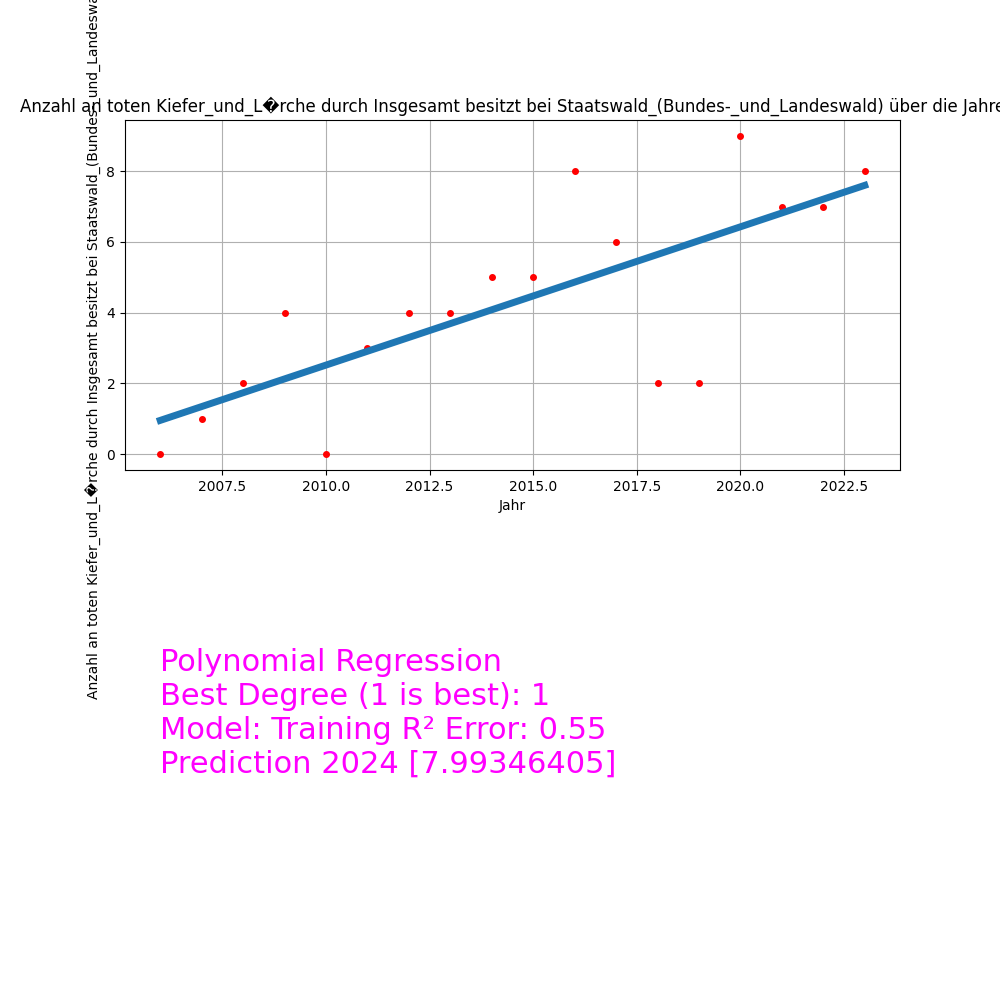 Anzahl an toten Kiefer_und_L�rche durch Insgesamt besitzt bei Staatswald_(Bundes-_und_Landeswald) über die Jahre
Anzahl an toten Kiefer_und_L�rche durch Insgesamt besitzt bei Staatswald_(Bundes-_und_Landeswa
8
6
4
2
0
2007.5 2010.0 2012.5 2015.0 2017.5 2020.0 2022.5
Jahr
Polynomial Regression
Best Degree (1 is best): 1
Model: Training R² Error: 0.55
Prediction 2024 [7.99346405]